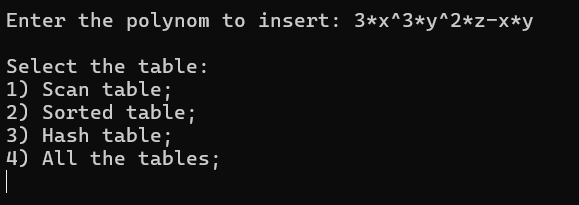 Enter the polynom to insert: 3*x^3*y^2*z-x*y
Select the table:
1) Scan table;
2) Sorted table;
3) Hash table;
4) All the tables;